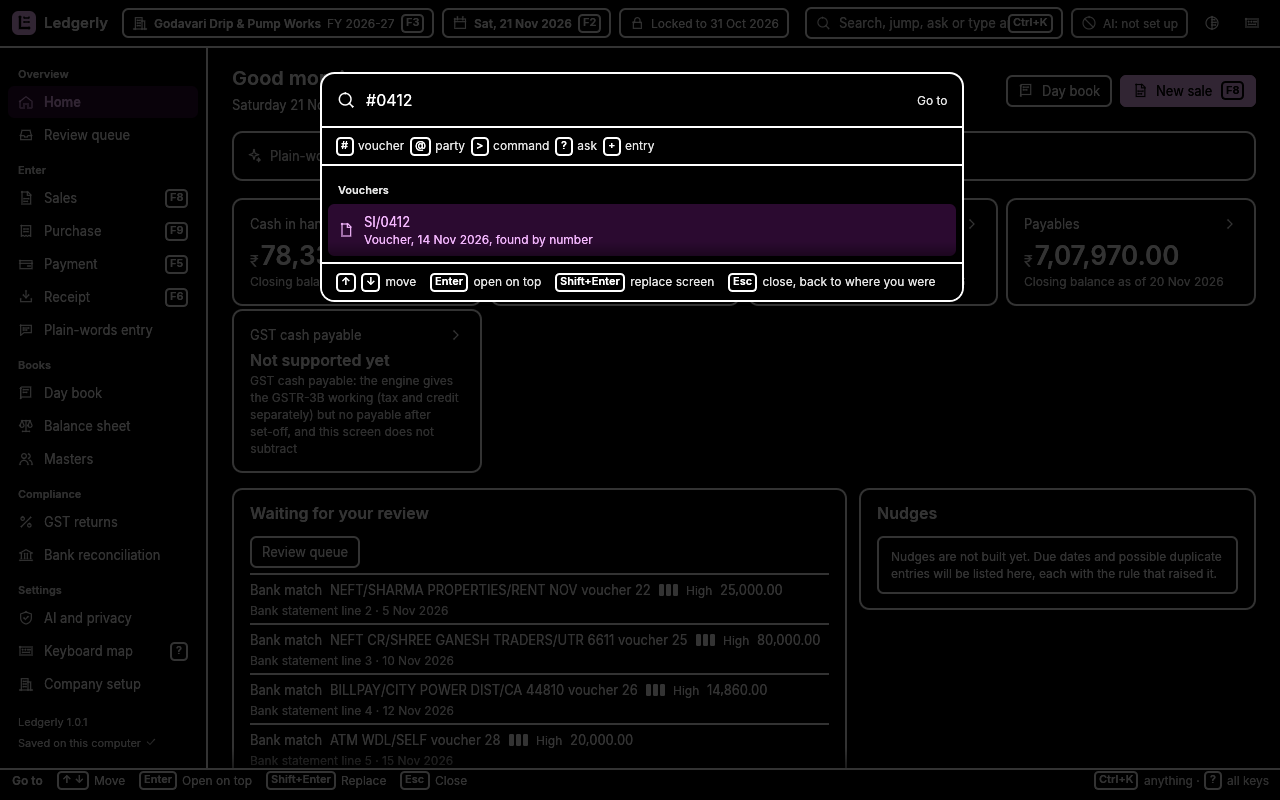 Ledgerly
Godavari Drip & Pump Works FY 2026-27 F3
Sat, 21 Nov 2026 F2
Locked to 31 Oct 2026
Search, jump, ask or type a Ctrl+K
AI: not set up
Overview
Home
Review queue
Enter
Sales F8
Purchase F9
Payment F5
Receipt F6
Plain-words entry
Books
Day book
Balance sheet
Masters
Compliance
GST returns
Bank reconciliation
Settings
AI and privacy
Keyboard map ?
Company setup
Ledgerly 1.0.1
Saved on this computer
Good
Saturday 21
Day book
New sale F8
#0412
Go to
# voucher @ party > command ? ask + entry
Vouchers
SI/0412
Voucher, 14 Nov 2026, found by number
↑ ↓ move Enter open on top Shift+Enter replace screen Esc close, back to where you were
Cash in
Closing
Payables
₹7,07,970.00
Closing balance as of 20 Nov 2026
GST cash payable
Not supported yet
GST cash payable: the engine gives
the GSTR-3B working (tax and credit
separately) but no payable after
set-off, and this screen does not
subtract
Waiting for your review
Review queue
Bank match NEFT/SHARMA PROPERTIES/RENT NOV voucher 22 High 25,000.00
Bank statement line 2 · 5 Nov 2026
Bank match NEFT CR/SHREE GANESH TRADERS/UTR 6611 voucher 25 High 80,000.00
Bank statement line 3 · 10 Nov 2026
Bank match BILLPAY/CITY POWER DIST/CA 44810 voucher 26 High 14,860.00
Bank statement line 4 · 12 Nov 2026
Bank match ATM WDL/SELF voucher 28 High 20,000.00
Bank statement line 5 · 15 Nov 2026
Nudges
Nudges are not built yet. Due dates and possible duplicate
entries will be listed here, each with the rule that raised it.
Go to ↑ ↓ Move Enter Open on top Shift+Enter Replace Esc Close
Ctrl+K anything · ? all keys